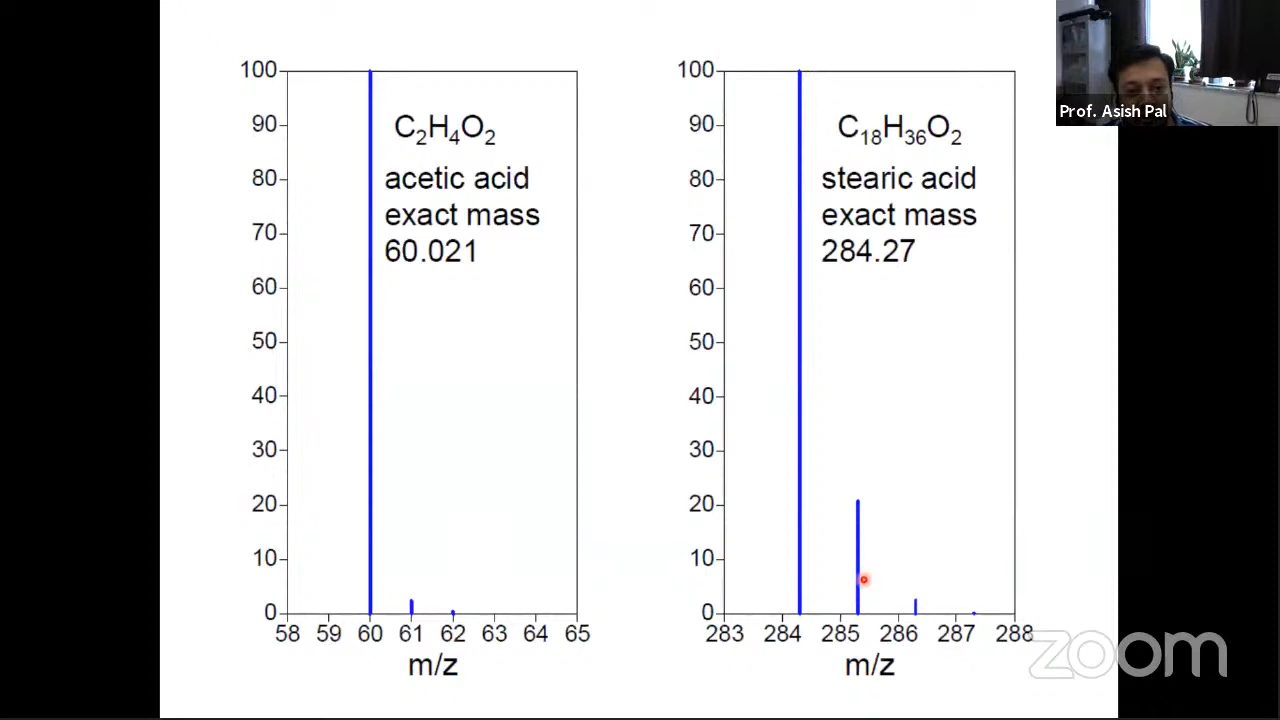 Prof. Asish Pal
100
90
80
70
60
50
40
30
20
10
0
58 59 60 61 62 63 64 65
m/z
C₂H₄O₂
acetic acid
exact mass
60.021
100
90
80
70
60
50
40
30
20
10
0
283 284 285 286 287 288
m/z
C₁₈H₃₆O₂
stearic acid
exact mass
284.27
zoom